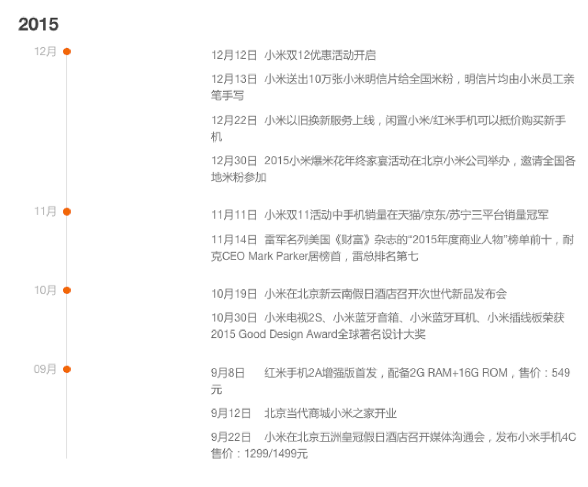 2015
12月
12月12日 小米双12优惠活动开启
12月13日 小米送出10万张小米明信片给全国米粉，明信片均由小米员工亲
笔手写
12月22日 小米以旧换新服务上线，闲置小米/红米手机可以抵价购买新手
机
12月30日 2015小米爆米花年终家宴活动在北京小米公司举办，邀请全国各
地米粉参加
11月
11月11日 小米双11活动中手机销量在天猫/京东/苏宁三平台销量冠军
11月14日 雷军名列美国《财富》杂志的“2015年度商业人物”榜单前十，耐
克CEO Mark Parker居榜首，雷总排名第七
10月
10月19日 小米在北京新云南假日酒店召开次世代新品发布会
10月30日 小米电视2S、小米蓝牙音箱、小米蓝牙耳机、小米插线板荣获
2015 Good Design Award全球著名设计大奖
09月
9月8日 红米手机2A增强版首发，配备2G RAM+16G ROM，售价：549
元
9月12日 北京当代商城小米之家开业
9月22日 小米在北京五洲皇冠假日酒店召开媒体沟通会，发布小米手机4C
售价：1299/1499元